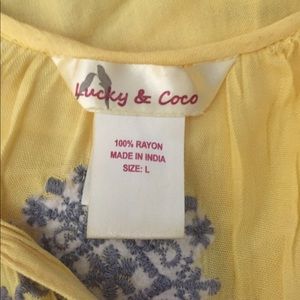 Lucky & Coco
100% RAYON
MADE IN INDIA
SIZE: L